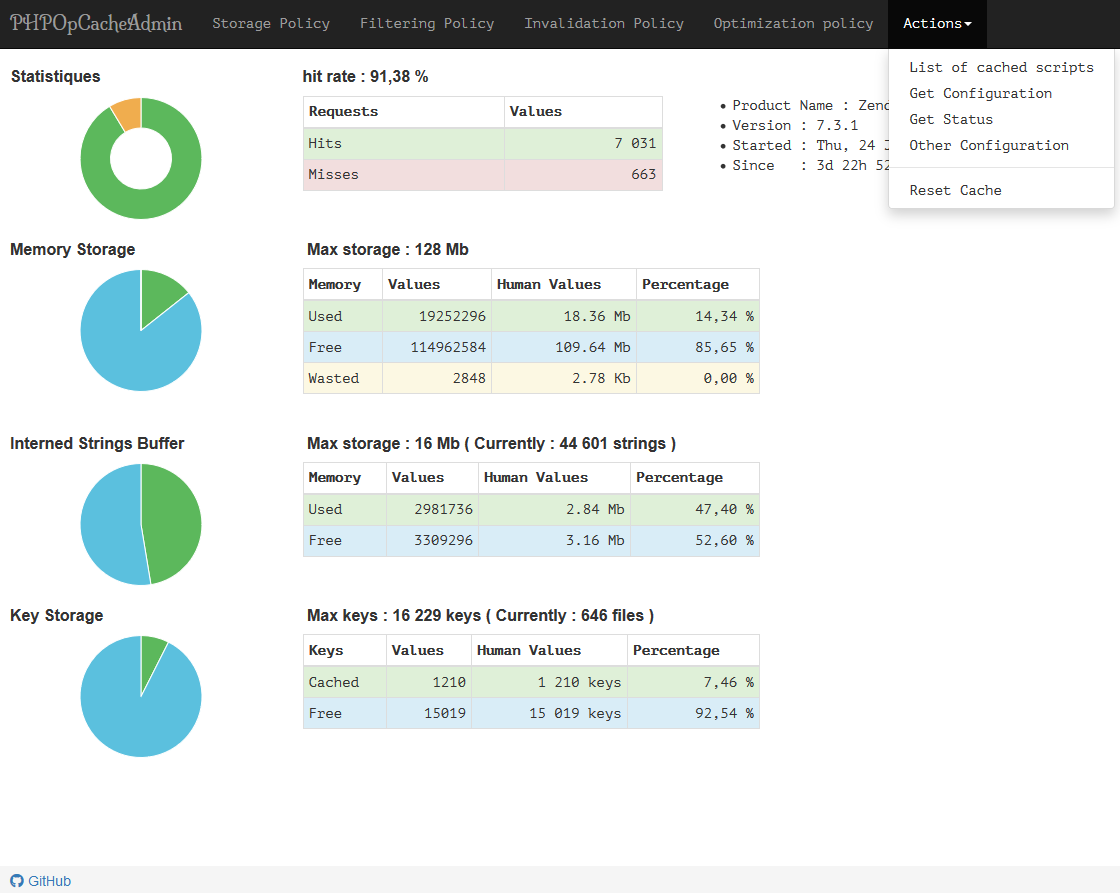 PHPOpCacheAdmin Storage Policy Filtering Policy Invalidation Policy Optimization policy Actions
List of cached scripts
Get Configuration
Get Status
Other Configuration
Reset Cache
Statistiques
hit rate : 91,38 %
Requests Values
Hits 7 031
Misses 663
• Product Name : Zend
• Version : 7.3.1
• Started : Thu, 24
• Since : 3d 22h 52
Memory Storage
Max storage : 128 Mb
Memory Values Human Values Percentage
Used 19252296 18.36 Mb 14,34 %
Free 114962584 109.64 Mb 85,65 %
Wasted 2848 2.78 Kb 0,00 %
Interned Strings Buffer
Max storage : 16 Mb ( Currently : 44 601 strings )
Memory Values Human Values Percentage
Used 2981736 2.84 Mb 47,40 %
Free 3309296 3.16 Mb 52,60 %
Key Storage
Max keys : 16 229 keys ( Currently : 646 files )
Keys Values Human Values Percentage
Cached 1210 1 210 keys 7,46 %
Free 15019 15 019 keys 92,54 %
GitHub